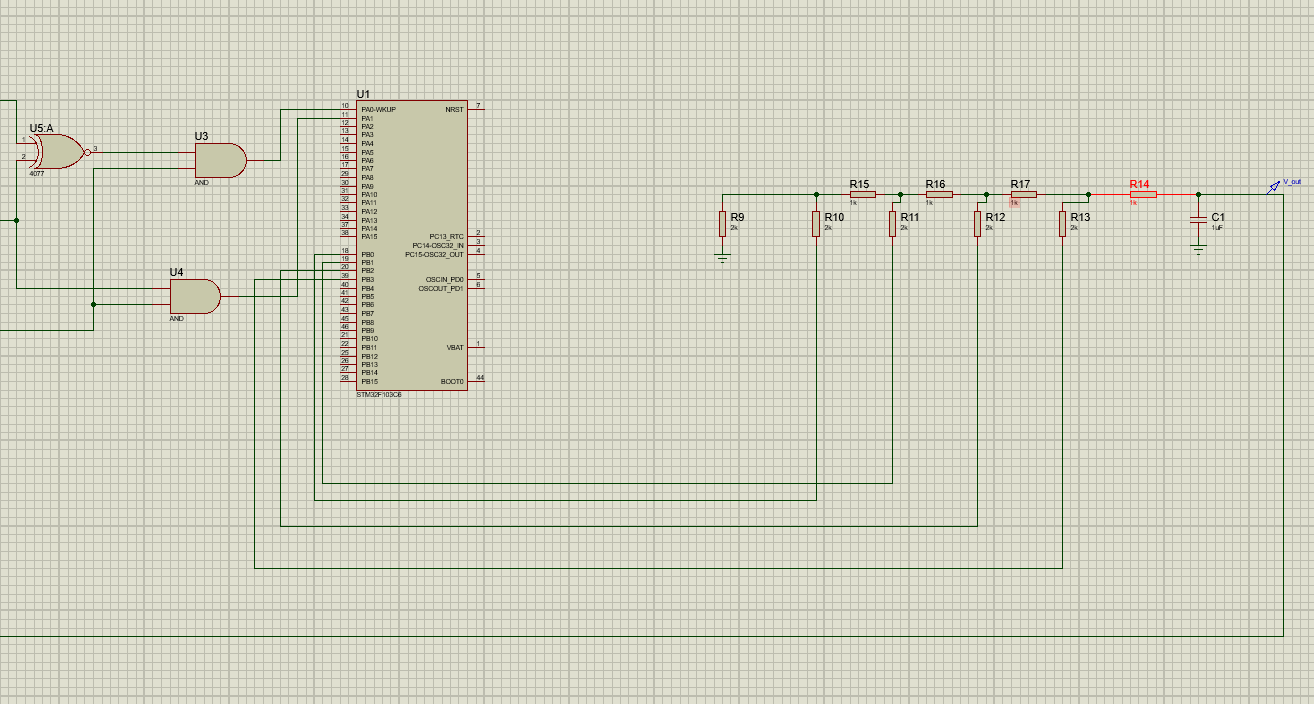 U5:A
1
2
3
4077
U3
AND
U4
AND
U1
10 PA0-WKUP
11 PA1
12 PA2
13 PA3
14 PA4
15 PA5
16 PA6
17 PA7
29 PA8
30 PA9
31 PA10
32 PA11
33 PA12
34 PA13
37 PA14
38 PA15
18 PB0
19 PB1
20 PB2
39 PB3
40 PB4
41 PB5
42 PB6
43 PB7
45 PB8
46 PB9
21 PB10
22 PB11
25 PB12
26 PB13
27 PB14
28 PB15
NRST 7
PC13_RTC 2
PC14-OSC32_IN 3
PC15-OSC32_OUT 4
OSCIN_PD0 5
OSCOUT_PD1 6
VBAT 1
BOOT0 44
STM32F103C6
R15
1k
R16
1k
R17
1k
R14
1k
V_out
R9
2k
R10
2k
R11
2k
R12
2k
R13
2k
C1
1uF